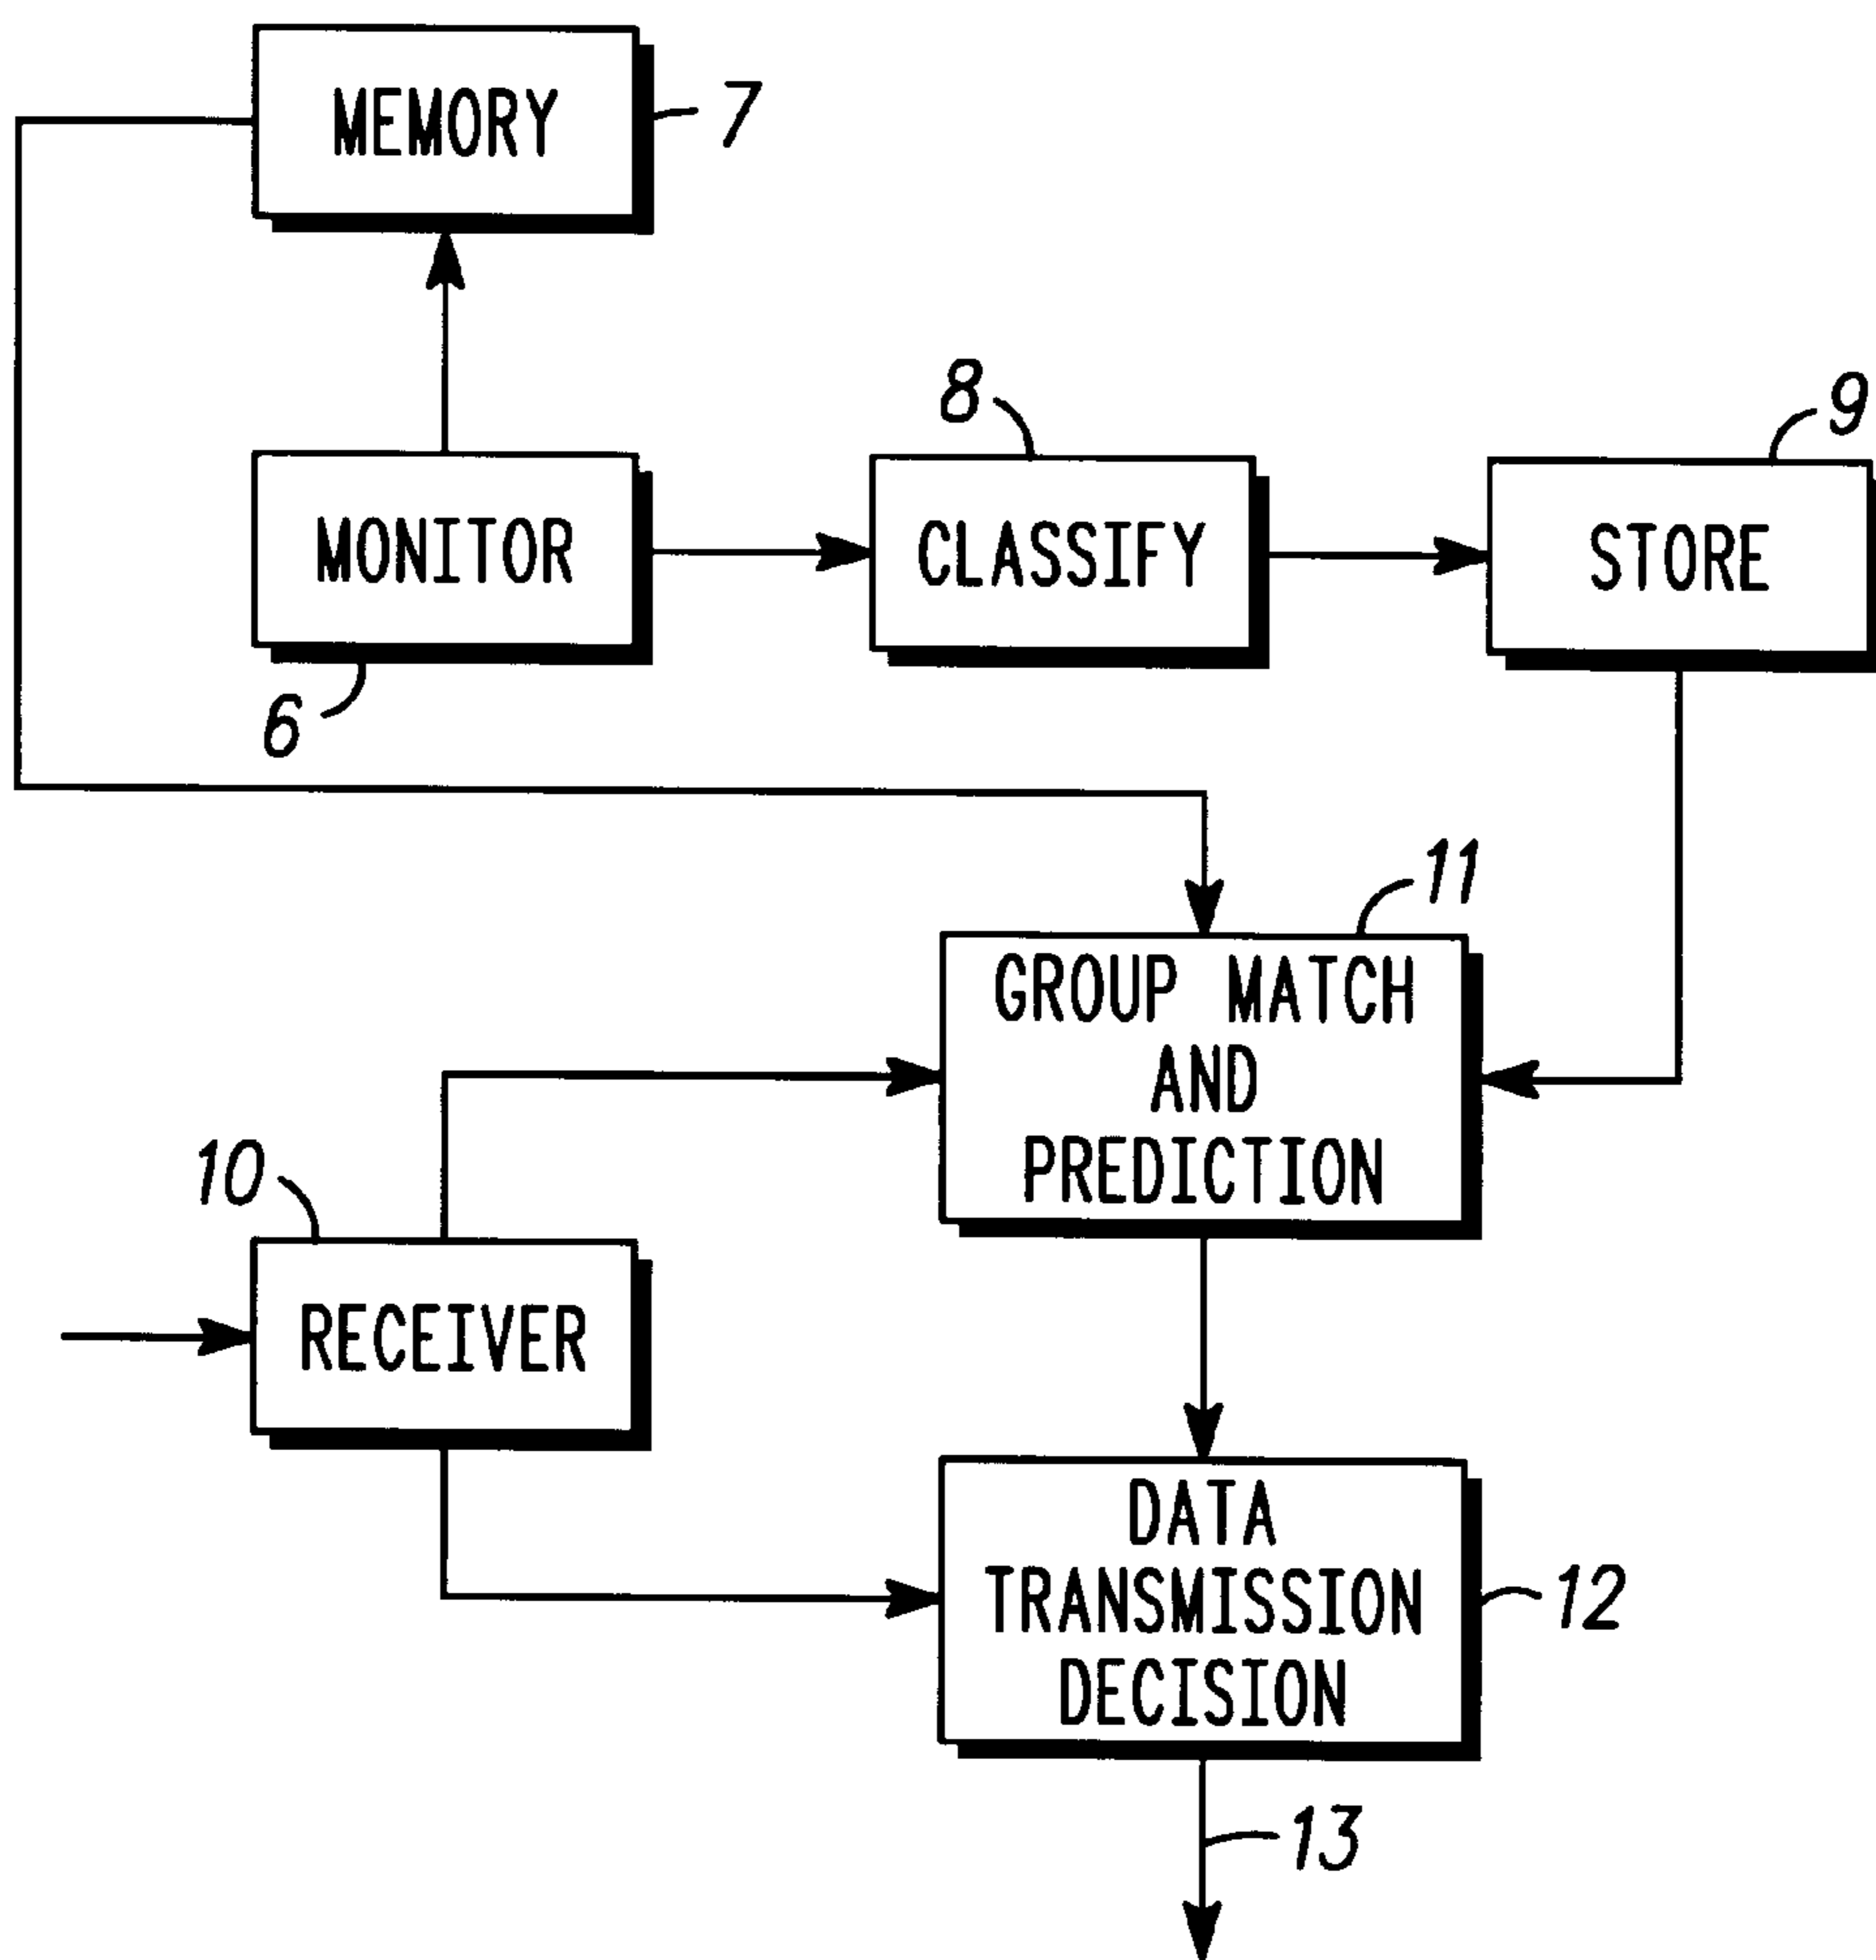 MEMORY
7
8
9
MONITOR
CLASSIFY
STORE
6
11
GROUP MATCH
AND
PREDICTION
10
RECEIVER
DATA
TRANSMISSION
DECISION
12
13